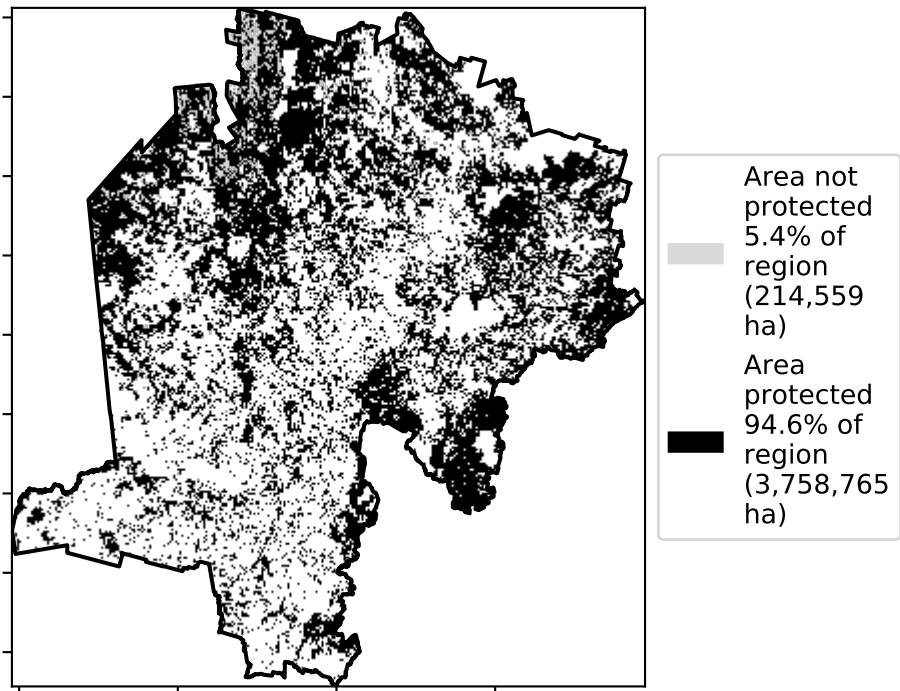 Area not
protected
5.4% of
region
(214,559
ha)
Area
protected
94.6% of
region
(3,758,765
ha)